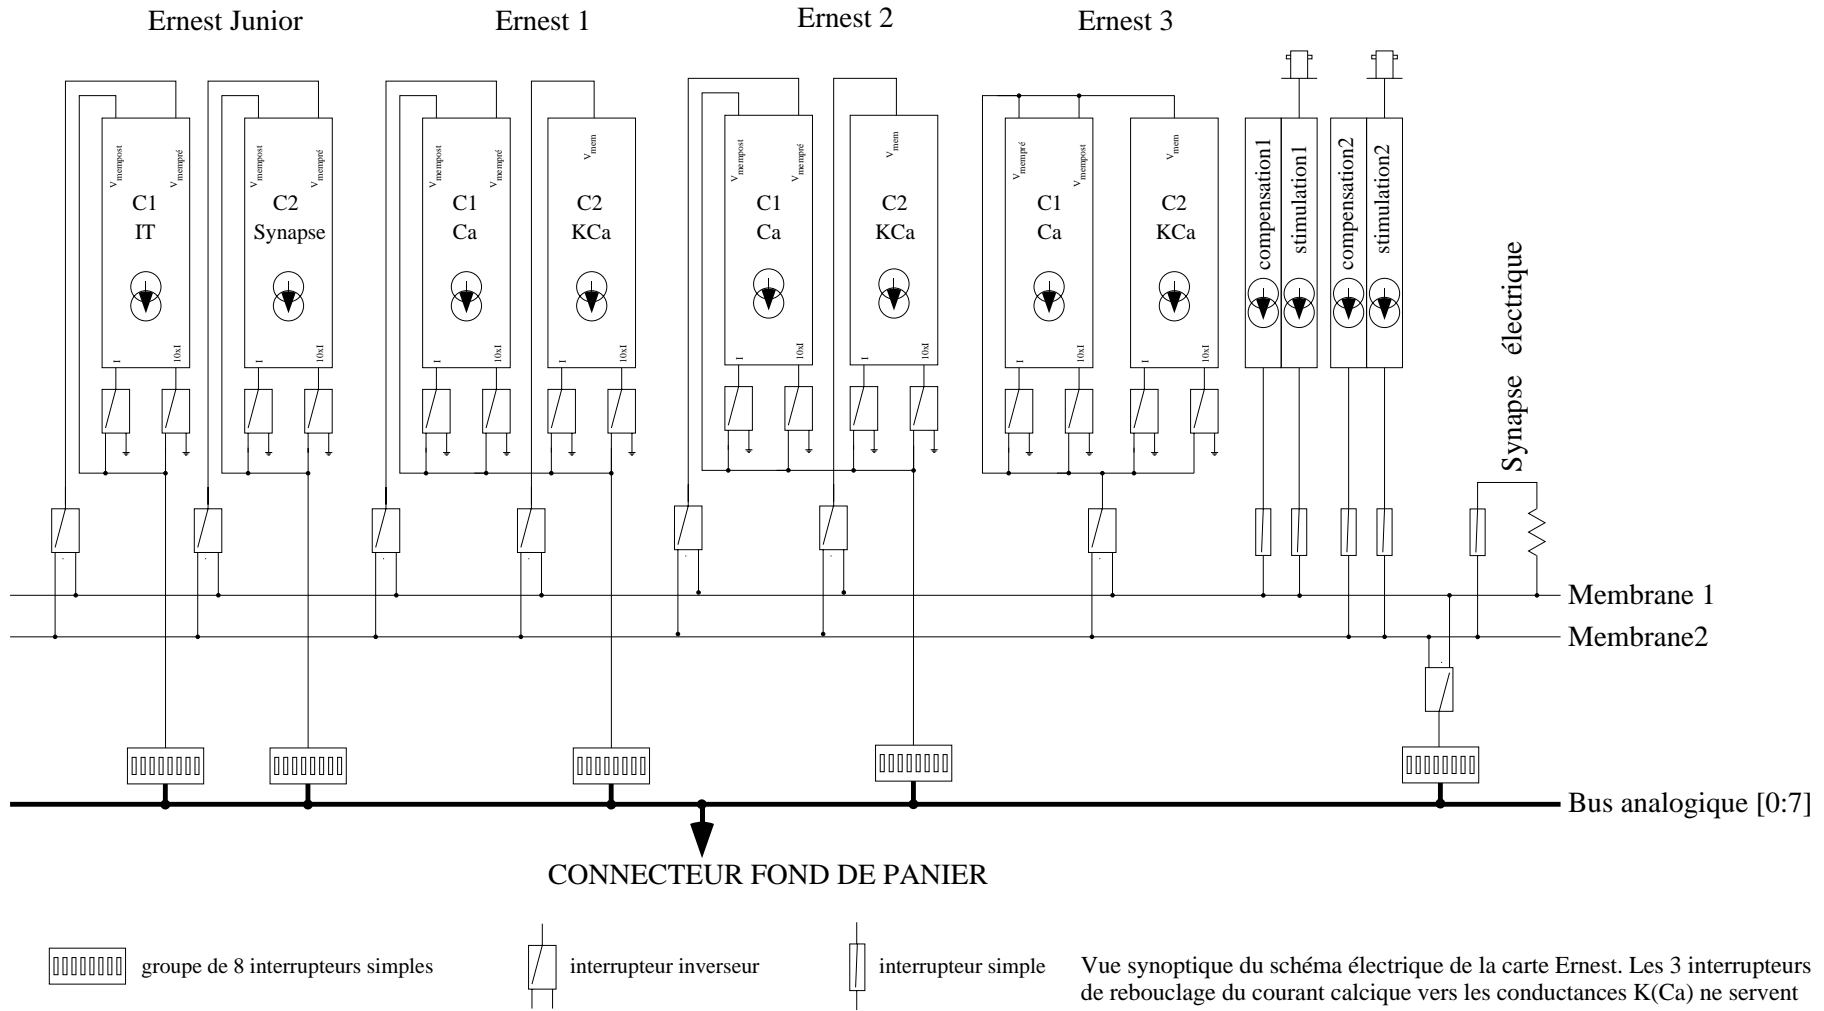 Ernest Junior
Ernest 1
Ernest 2
Ernest 3
Vmempost
Vmempré
C1
IT
I
10xI
Vmempost
Vmempré
C2
Synapse
I
10xI
Vmempost
Vmempré
C1
Ca
I
10xI
Vmem
C2
KCa
I
10xI
Vmempost
Vmempré
C1
Ca
I
10xI
Vmem
C2
KCa
I
10xI
Vmempré
Vmempost
C1
Ca
I
10xI
Vmem
C2
KCa
I
10xI
compensation1
stimulation1
compensation2
stimulation2
Synapse électrique
Membrane 1
Membrane2
Bus analogique [0:7]
CONNECTEUR FOND DE PANIER
groupe de 8 interrupteurs simples
interrupteur inverseur
interrupteur simple
Vue synoptique du schéma électrique de la carte Ernest. Les 3 interrupteurs
de rebouclage du courant calcique vers les conductances K(Ca) ne servent